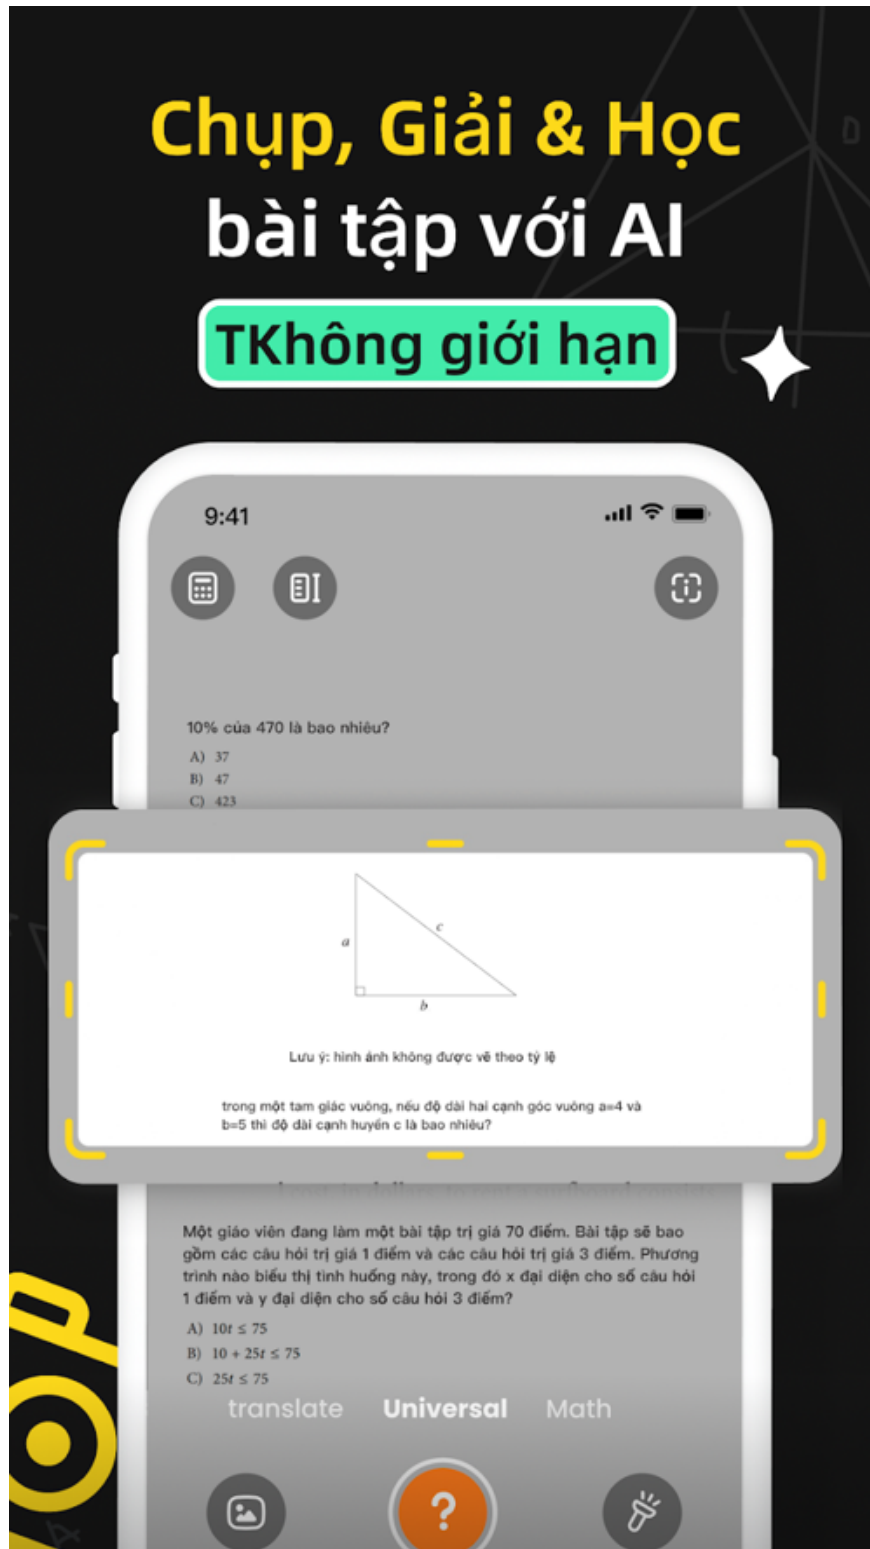 Chụp, Giải & Học
bài tập với AI
TKhông giới hạn
9:41
10% của 470 là bao nhiêu?
A) 37
B) 47
C) 423
a
c
b
Lưu ý: hình ảnh không được vẽ theo tỷ lệ
trong một tam giác vuông, nếu độ dài hai cạnh góc vuông a=4 và
b=5 thì độ dài cạnh huyền c là bao nhiêu?
Một giáo viên đang làm một bài tập trị giá 70 điểm. Bài tập sẽ bao
gồm các câu hỏi trị giá 1 điểm và các câu hỏi trị giá 3 điểm. Phương
trình nào biểu thị tình huống này, trong đó x đại diện cho số câu hỏi
1 điểm và y đại diện cho số câu hỏi 3 điểm?
A) 10t ≤ 75
B) 10 + 25t ≤ 75
C) 25t ≤ 75
translate Universal Math
?